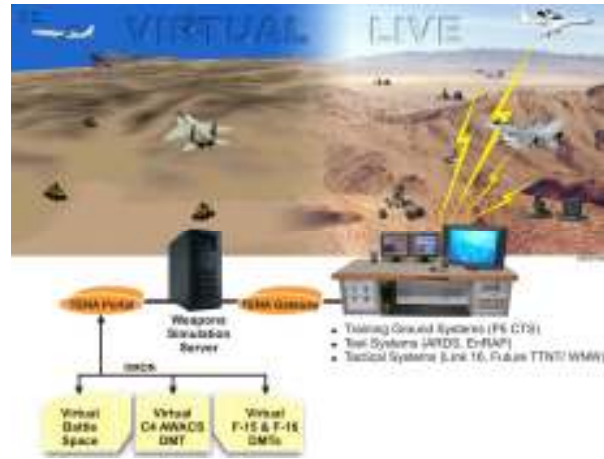 VIRTUAL LIVE
TENA Portal
TENA Gateway
Weapons
Simulation
Server
Training Ground Systems (P5 CTS)
Test Systems (ARDS, EnRAP)
Tactical Systems (Link 16, Future TTNT/ WNW)
Virtual
Battle
Space
Virtual
C4 AWACS
DMT
Virtual
F-15 & F-16
DMTs